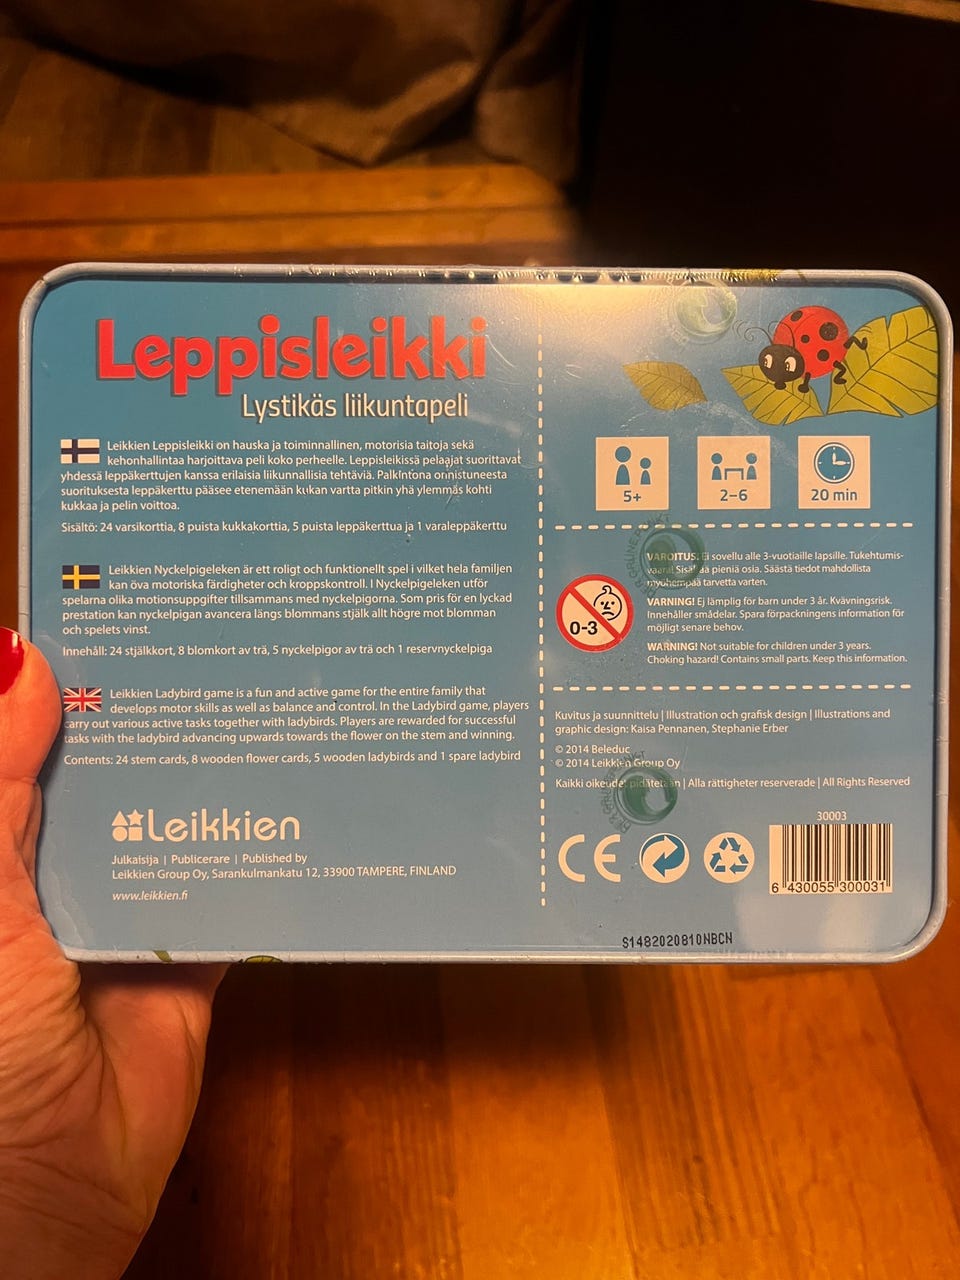 Leppisleikki
Lystikäs liikuntapeli
Leikkien Leppisleikki on hauska ja toiminnallinen, motorisia taitoja sekä
kehonhallintaa harjoittava peli koko perheelle. Leppisleikissä pelaajat suorittavat
yhdessä leppäkerttujen kanssa erilaisia liikunnallisia tehtäviä. Palkintona onnistuneesta
suorituksesta leppäkerttu pääsee etenemään kukan vartta pitkin yhä ylemmäs kohti
kukkaa ja pelin voittoa.
Sisältö: 24 varsikorttia, 8 puista kukkakorttia, 5 puista leppäkerttua ja 1 varaleppäkerttu
Leikkien Nyckelpigeleken är ett roligt och funktionellt spel i vilket hela familjen
kan öva motoriska färdigheter och kroppskontroll. I Nyckelpigeleken utför
spelarna olika motionsuppgifter tillsammans med nyckelpigorna. Som pris för en lyckad
prestation kan nyckelpigan avancera längs blommans stjälk allt högre mot blomman
och spelets vinst.
Innehåll: 24 stjälkkort, 8 blomkort av trä, 5 nyckelpigor av trä och 1 reservnyckelpiga
Leikkien Ladybird game is a fun and active game for the entire family that
develops motor skills as well as balance and control. In the Ladybird game, players
carry out various active tasks together with ladybirds. Players are rewarded for successful
tasks with the ladybird advancing upwards towards the flower on the stem and winning.
Contents: 24 stem cards, 8 wooden flower cards, 5 wooden ladybirds and 1 spare ladybird
Leikkien
Julkaisija | Publicerare | Published by
Leikkien Group Oy, Sarankulmankatu 12, 33900 TAMPERE, FINLAND
www.leikkien.fi
5+
2–6
20 min
0-3
VAROITUS! Ei sovellu alle 3-vuotiaille lapsille. Tukehtumis-
vaara! Sisältää pieniä osia. Säästä tiedot mahdollista
myöhempää tarvetta varten.
VARNING! Ej lämplig för barn under 3 år. Kvävningsrisk.
Innehåller smådelar. Spara förpackningens information för
möjligt senare behov.
WARNING! Not suitable for children under 3 years.
Choking hazard! Contains small parts. Keep this information.
Kuvitus ja suunnittelu | Illustration och grafisk design | Illustrations and
graphic design: Kaisa Pennanen, Stephanie Erber
© 2014 Beleduc
© 2014 Leikkien Group Oy
Kaikki oikeudet pidätetään | Alla rättigheter reserverade | All Rights Reserved
CE
30003
6 430055 300031
S1482020810NBCN
DER GRÜNE PUNKT